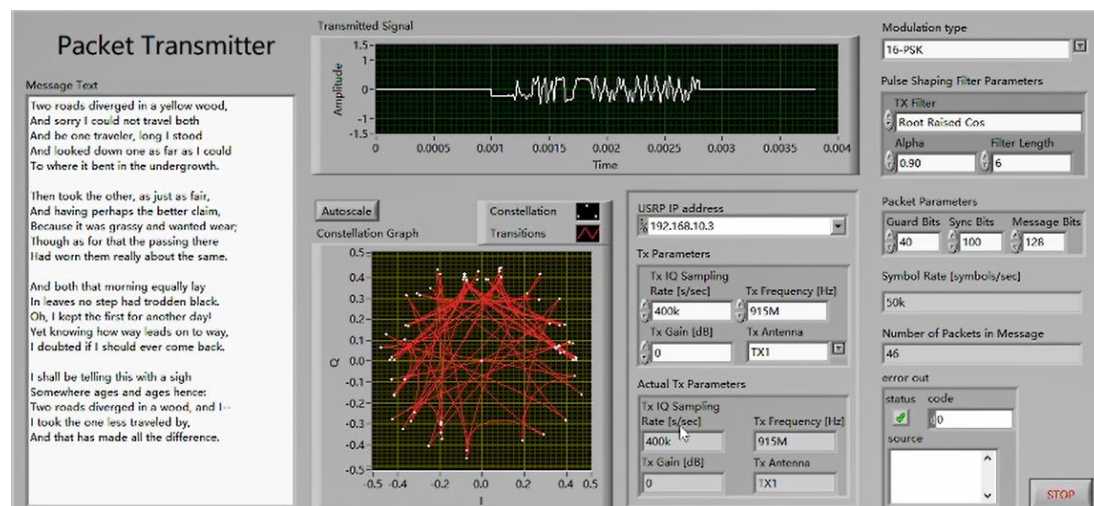 Packet Transmitter
Message Text
Two roads diverged in a yellow wood,
And sorry I could not travel both
And be one traveler, long I stood
And looked down one as far as I could
To where it bent in the undergrowth.
Then took the other, as just as fair,
And having perhaps the better claim,
Because it was grassy and wanted wear;
Though as for that the passing there
Had worn them really about the same.
And both that morning equally lay
In leaves no step had trodden black.
Oh, I kept the first for another day!
Yet knowing how way leads on to way,
I doubted if I should ever come back.
I shall be telling this with a sigh
Somewhere ages and ages hence:
Two roads diverged in a wood, and I--
I took the one less traveled by,
And that has made all the difference.
Transmitted Signal
Amplitude
1.5
1
0
-1
-1.5
0 0.0005 0.001 0.0015 0.002 0.0025 0.003 0.0035 0.004
Time
Autoscale
Constellation
Constellation Graph
Transitions
Q
0.5
0.4
0.3
0.2
0.1
0.0
-0.1
-0.2
-0.3
-0.4
-0.5
-0.5 -0.4 -0.2 0.0 0.2 0.4 0.5
I
USRP IP address
192.168.10.3
Tx Parameters
Tx IQ Sampling
Rate [s/sec] Tx Frequency [Hz]
400k 915M
Tx Gain [dB] Tx Antenna
0 TX1
Actual Tx Parameters
Tx IQ Sampling
Rate [s/sec] Tx Frequency [Hz]
400k 915M
Tx Gain [dB] Tx Antenna
0 TX1
Modulation type
16-PSK
Pulse Shaping Filter Parameters
TX Filter
Root Raised Cos
Alpha Filter Length
0.90 6
Packet Parameters
Guard Bits Sync Bits Message Bits
40 100 128
Symbol Rate [symbols/sec]
50k
Number of Packets in Message
46
error out
status code
0
source
STOP